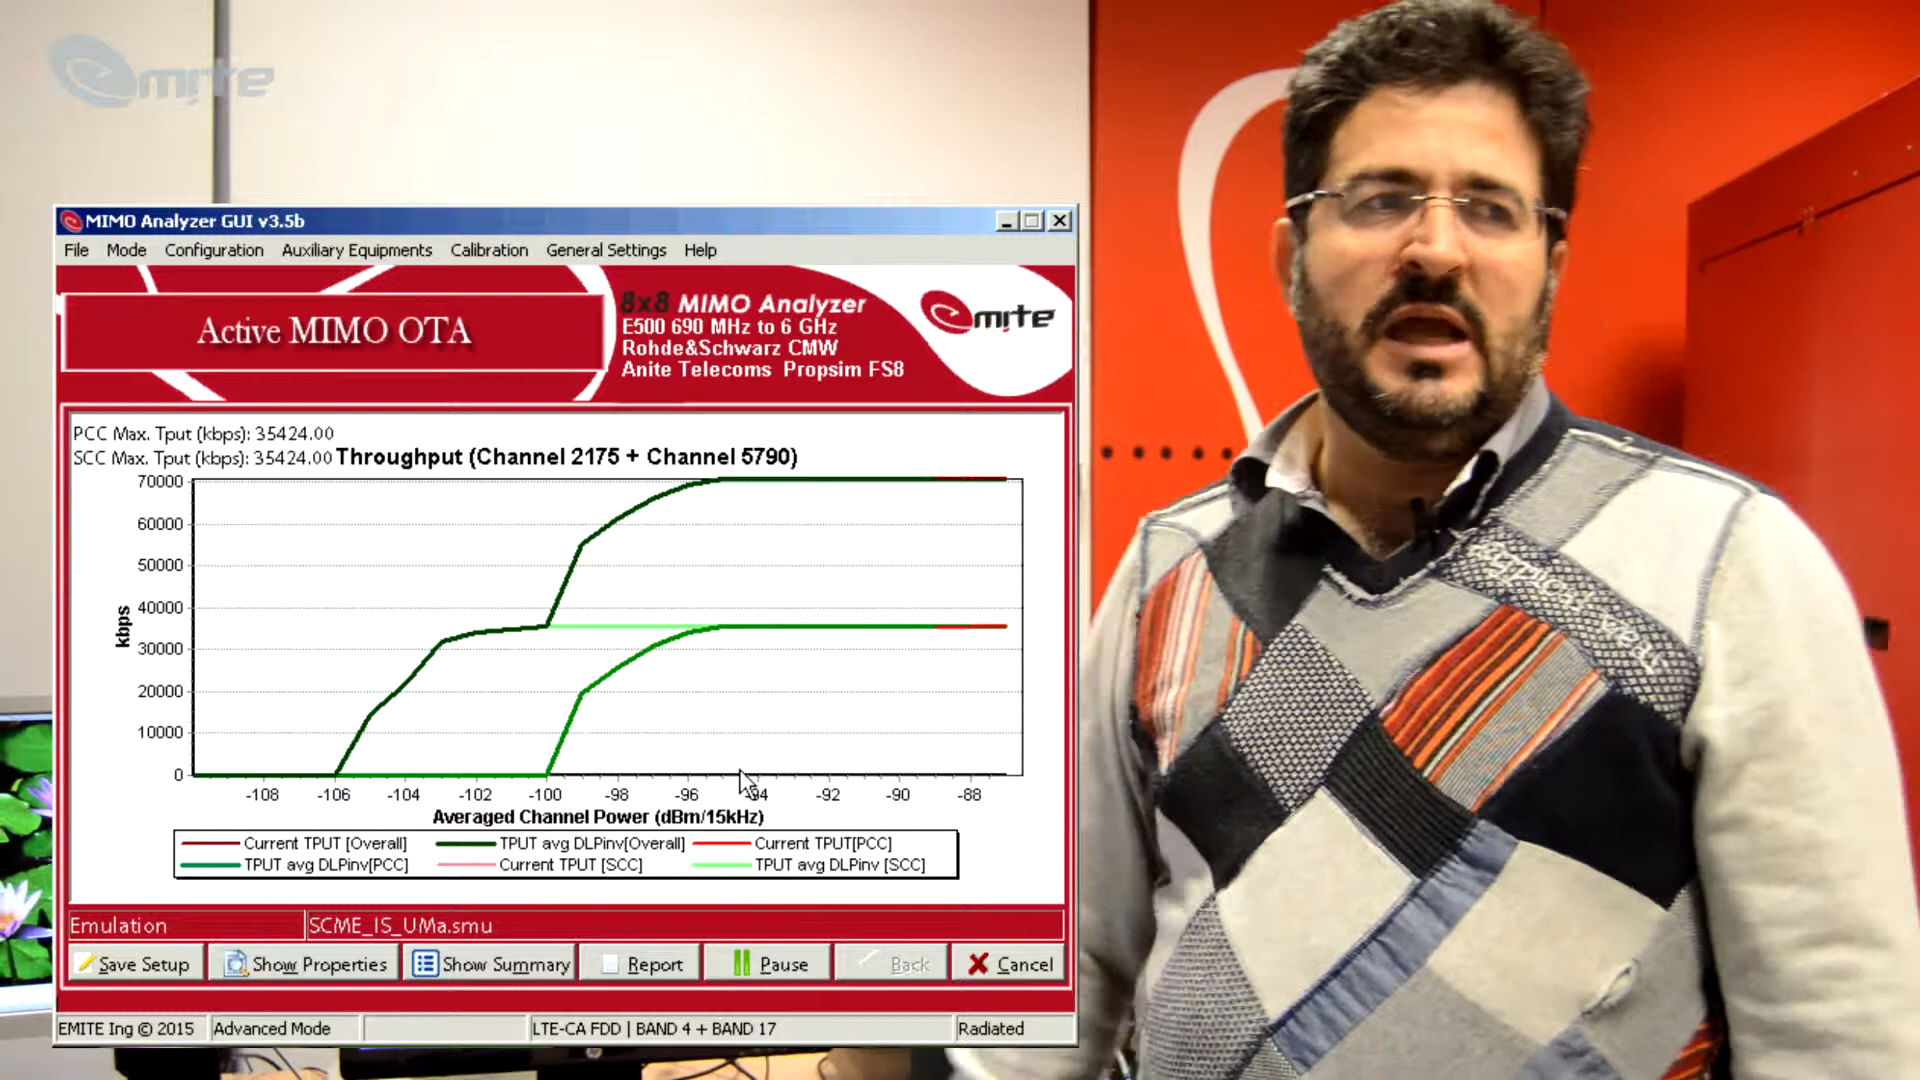 emite
MIMO Analyzer GUI v3.5b
File Mode Configuration Auxiliary Equipments Calibration General Settings Help
Active MIMO OTA
8x8 MIMO Analyzer
E500 690 MHz to 6 GHz
Rohde&Schwarz CMW
Anite Telecoms Propsim FS8
emite
PCC Max. Tput (kbps): 35424.00
SCC Max. Tput (kbps): 35424.00
Throughput (Channel 2175 + Channel 5790)
kbps
70000
60000
50000
40000
30000
20000
10000
0
-108 -106 -104 -102 -100 -98 -96 -94 -92 -90 -88
Averaged Channel Power (dBm/15kHz)
Current TPUT [Overall] TPUT avg DLPinv[Overall] Current TPUT[PCC]
TPUT avg DLPinv[PCC] Current TPUT [SCC] TPUT avg DLPinv [SCC]
Emulation SCME_IS_UMa.smu
Save Setup Show Properties Show Summary Report Pause Back Cancel
EMITE Ing © 2015 Advanced Mode LTE-CA FDD | BAND 4 + BAND 17 Radiated